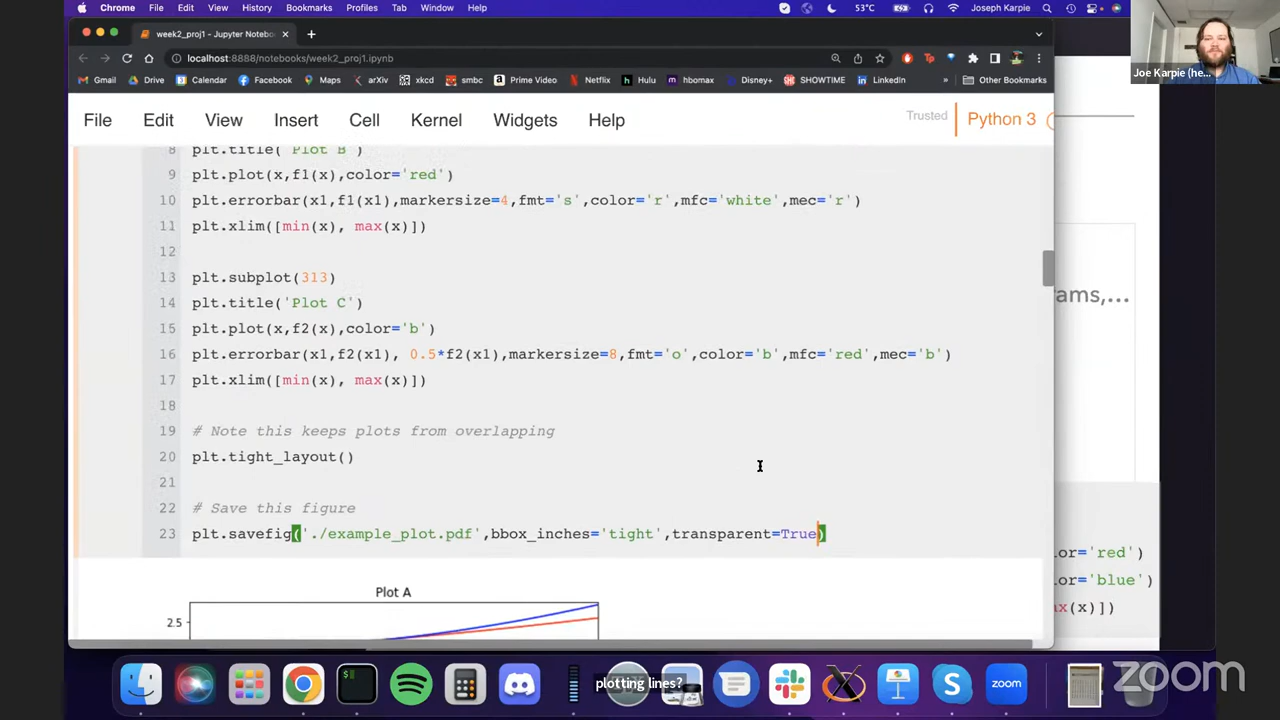 Chrome File Edit View History Bookmarks Profiles Tab Window Help 53°C Joseph Karpie
week2_proj1 - Jupyter Notebo
localhost:8888/notebooks/week2_proj1.ipynb
Gmail Drive Calendar Facebook Maps arXiv xkcd smbc Prime Video Netflix Hulu hbomax Disney+ SHOWTIME LinkedIn » Other Bookmarks
Joe Karpie (he…
File Edit View Insert Cell Kernel Widgets Help Trusted Python 3
8 plt.title('Plot B')
9 plt.plot(x,f1(x),color='red')
10 plt.errorbar(x1,f1(x1),markersize=4,fmt='s',color='r',mfc='white',mec='r')
11 plt.xlim([min(x), max(x)])
12
13 plt.subplot(313)
14 plt.title('Plot C')
15 plt.plot(x,f2(x),color='b')
16 plt.errorbar(x1,f2(x1), 0.5*f2(x1),markersize=8,fmt='o',color='b',mfc='red',mec='b')
17 plt.xlim([min(x), max(x)])
18
19 # Note this keeps plots from overlapping
20 plt.tight_layout()
21
22 # Save this figure
23 plt.savefig('./example_plot.pdf',bbox_inches='tight',transparent=True)
Plot A
2.5
ams,...
or='red')
or='blue')
ax(x)])
plotting lines?
zoom
zoom